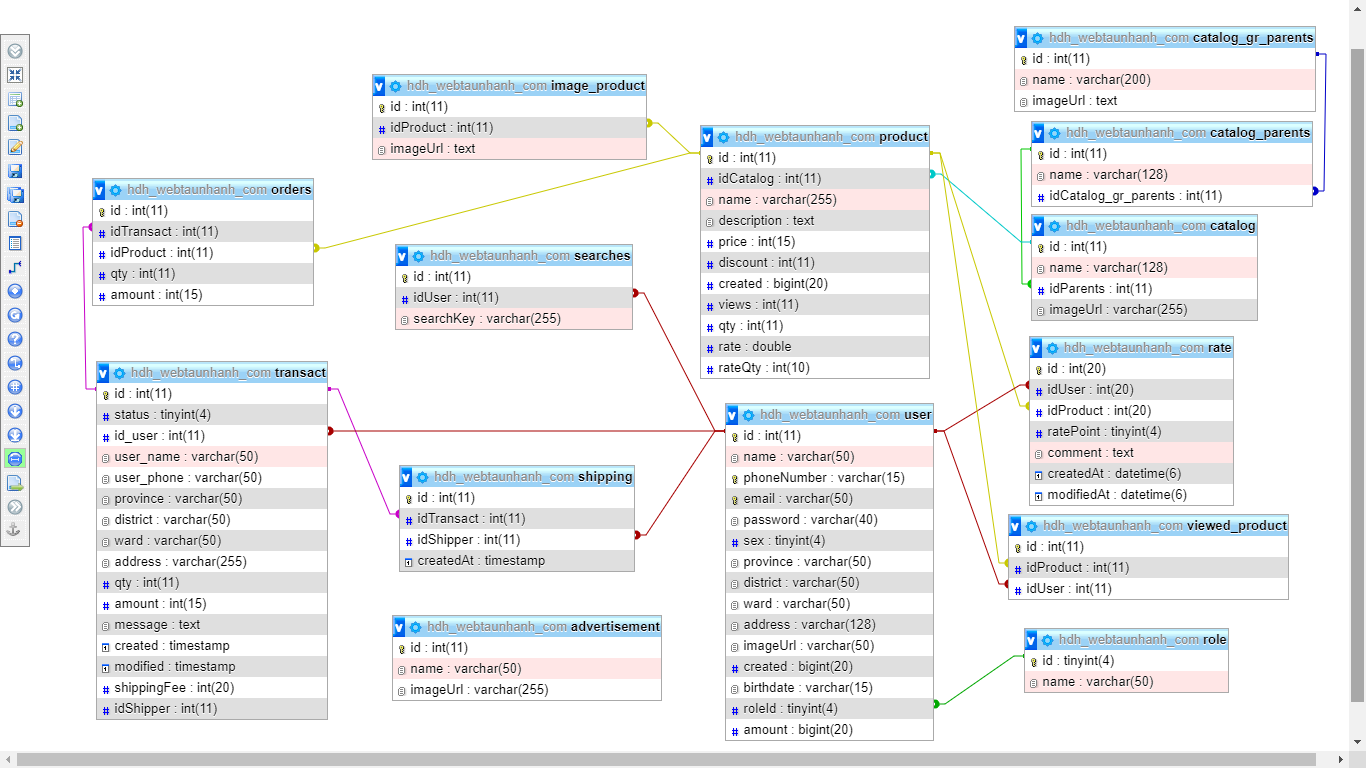 hdh_webtaunhanh_com catalog_gr_parents
id : int(11)
name : varchar(200)
imageUrl : text
hdh_webtaunhanh_com image_product
id : int(11)
idProduct : int(11)
imageUrl : text
hdh_webtaunhanh_com product
id : int(11)
idCatalog : int(11)
name : varchar(255)
description : text
price : int(15)
discount : int(11)
created : bigint(20)
views : int(11)
qty : int(11)
rate : double
rateQty : int(10)
hdh_webtaunhanh_com catalog_parents
id : int(11)
name : varchar(128)
idCatalog_gr_parents : int(11)
hdh_webtaunhanh_com orders
id : int(11)
idTransact : int(11)
idProduct : int(11)
qty : int(11)
amount : int(15)
hdh_webtaunhanh_com catalog
id : int(11)
name : varchar(128)
idParents : int(11)
imageUrl : varchar(255)
hdh_webtaunhanh_com searches
id : int(11)
idUser : int(11)
searchKey : varchar(255)
hdh_webtaunhanh_com rate
id : int(20)
idUser : int(20)
idProduct : int(20)
ratePoint : tinyint(4)
comment : text
createdAt : datetime(6)
modifiedAt : datetime(6)
hdh_webtaunhanh_com transact
id : int(11)
status : tinyint(4)
id_user : int(11)
user_name : varchar(50)
user_phone : varchar(50)
province : varchar(50)
district : varchar(50)
ward : varchar(50)
address : varchar(255)
qty : int(11)
amount : int(15)
message : text
created : timestamp
modified : timestamp
shippingFee : int(20)
idShipper : int(11)
hdh_webtaunhanh_com user
id : int(11)
name : varchar(50)
phoneNumber : varchar(15)
email : varchar(50)
password : varchar(40)
sex : tinyint(4)
province : varchar(50)
district : varchar(50)
ward : varchar(50)
address : varchar(128)
imageUrl : varchar(50)
created : bigint(20)
birthdate : varchar(15)
roleId : tinyint(4)
amount : bigint(20)
hdh_webtaunhanh_com shipping
id : int(11)
idTransact : int(11)
idShipper : int(11)
createdAt : timestamp
hdh_webtaunhanh_com viewed_product
id : int(11)
idProduct : int(11)
idUser : int(11)
hdh_webtaunhanh_com advertisement
id : int(11)
name : varchar(50)
imageUrl : varchar(255)
hdh_webtaunhanh_com role
id : tinyint(4)
name : varchar(50)